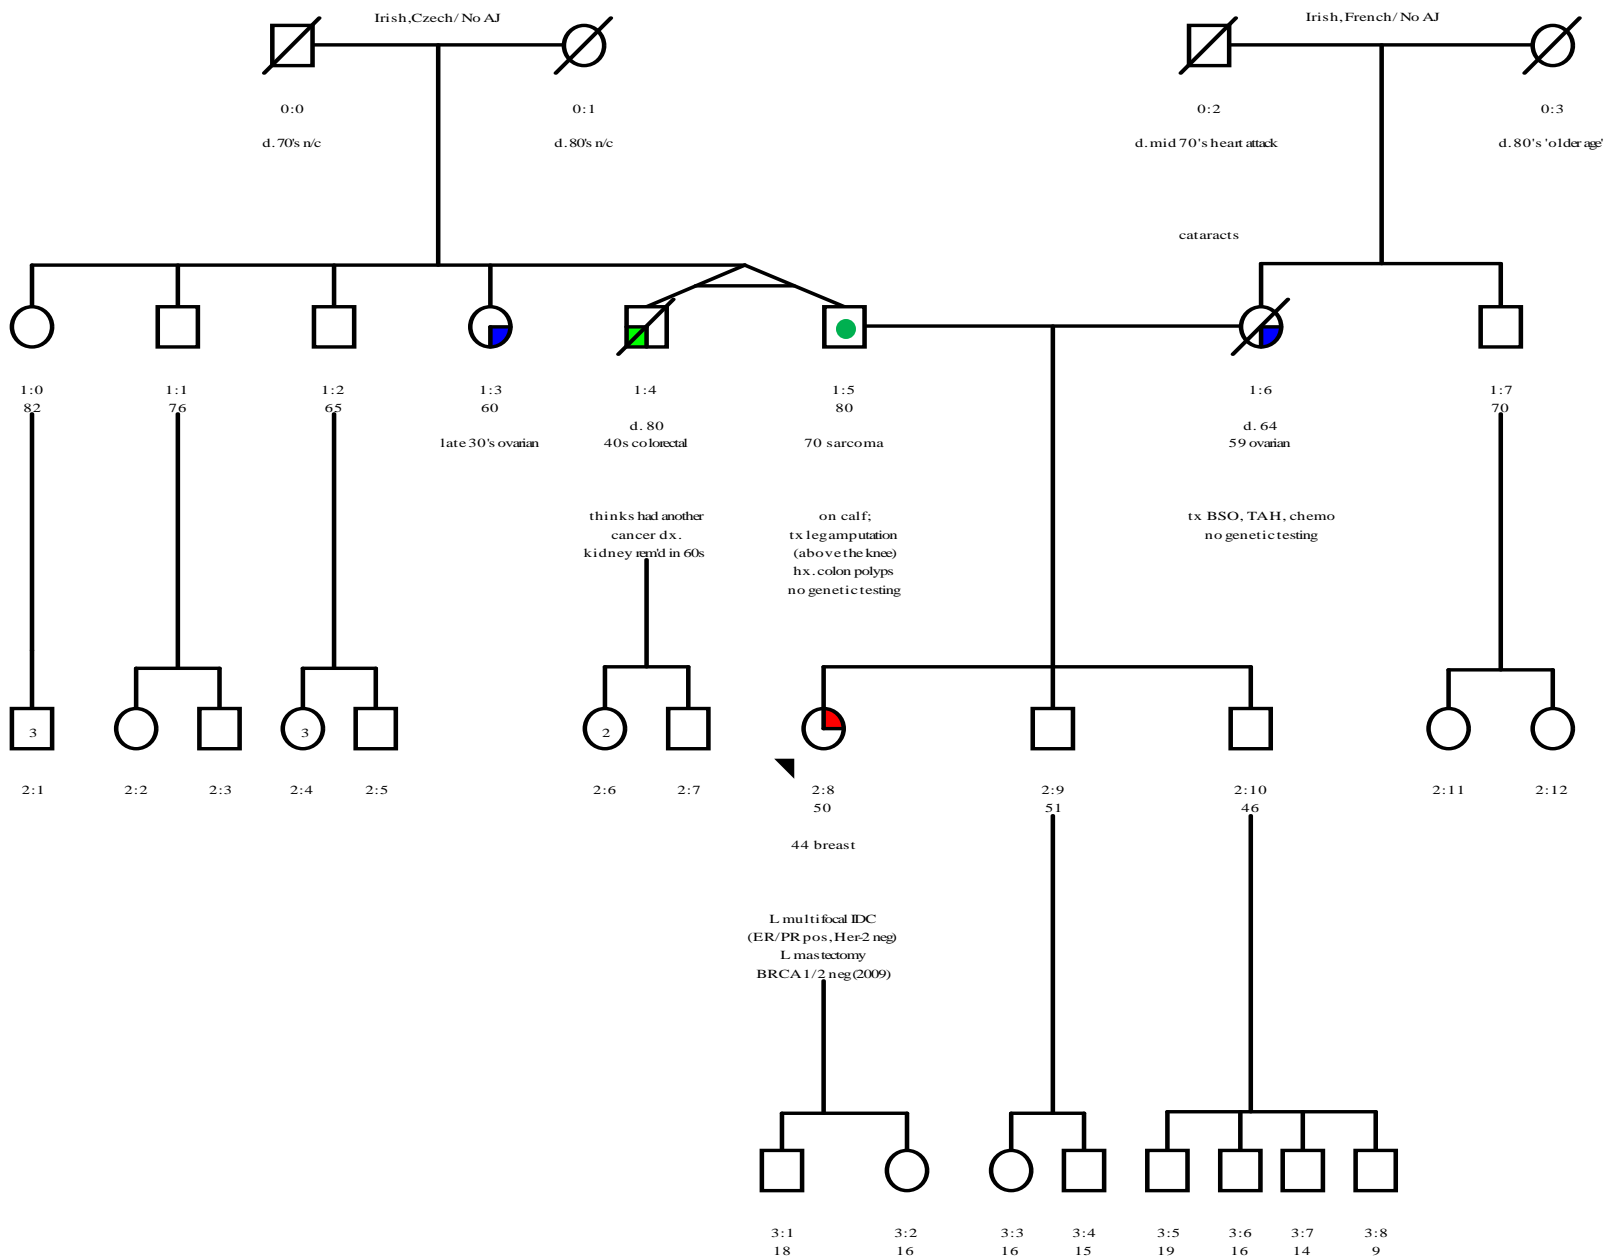 Irish,Czech/ No AJ
Irish,French/ No AJ
0:0
0:1
0:2
0:3
d.70's n/c
d.80's n/c
d.mid 70's heart attack
d.80's 'older age'
cataracts
1:0
1:1
1:2
1:3
1:4
1:5
1:6
1:7
82
76
65
60
80
70
d. 80
d. 64
late 30's ovarian
40s colorectal
70 sarcoma
59 ovarian
thinks had another
cancer dx.
kidney rem'd in 60s
on calf;
tx leg amputation
(above the knee)
hx. colon polyps
no genetic testing
tx BSO, TAH, chemo
no genetic testing
3
3
2
2:1
2:2
2:3
2:4
2:5
2:6
2:7
2:8
2:9
2:10
2:11
2:12
50
51
46
44 breast
L multifocal IDC
(ER/PR pos, Her-2 neg)
L mastectomy
BRCA 1/2 neg (2009)
3:1
3:2
3:3
3:4
3:5
3:6
3:7
3:8
18
16
16
15
19
16
14
9